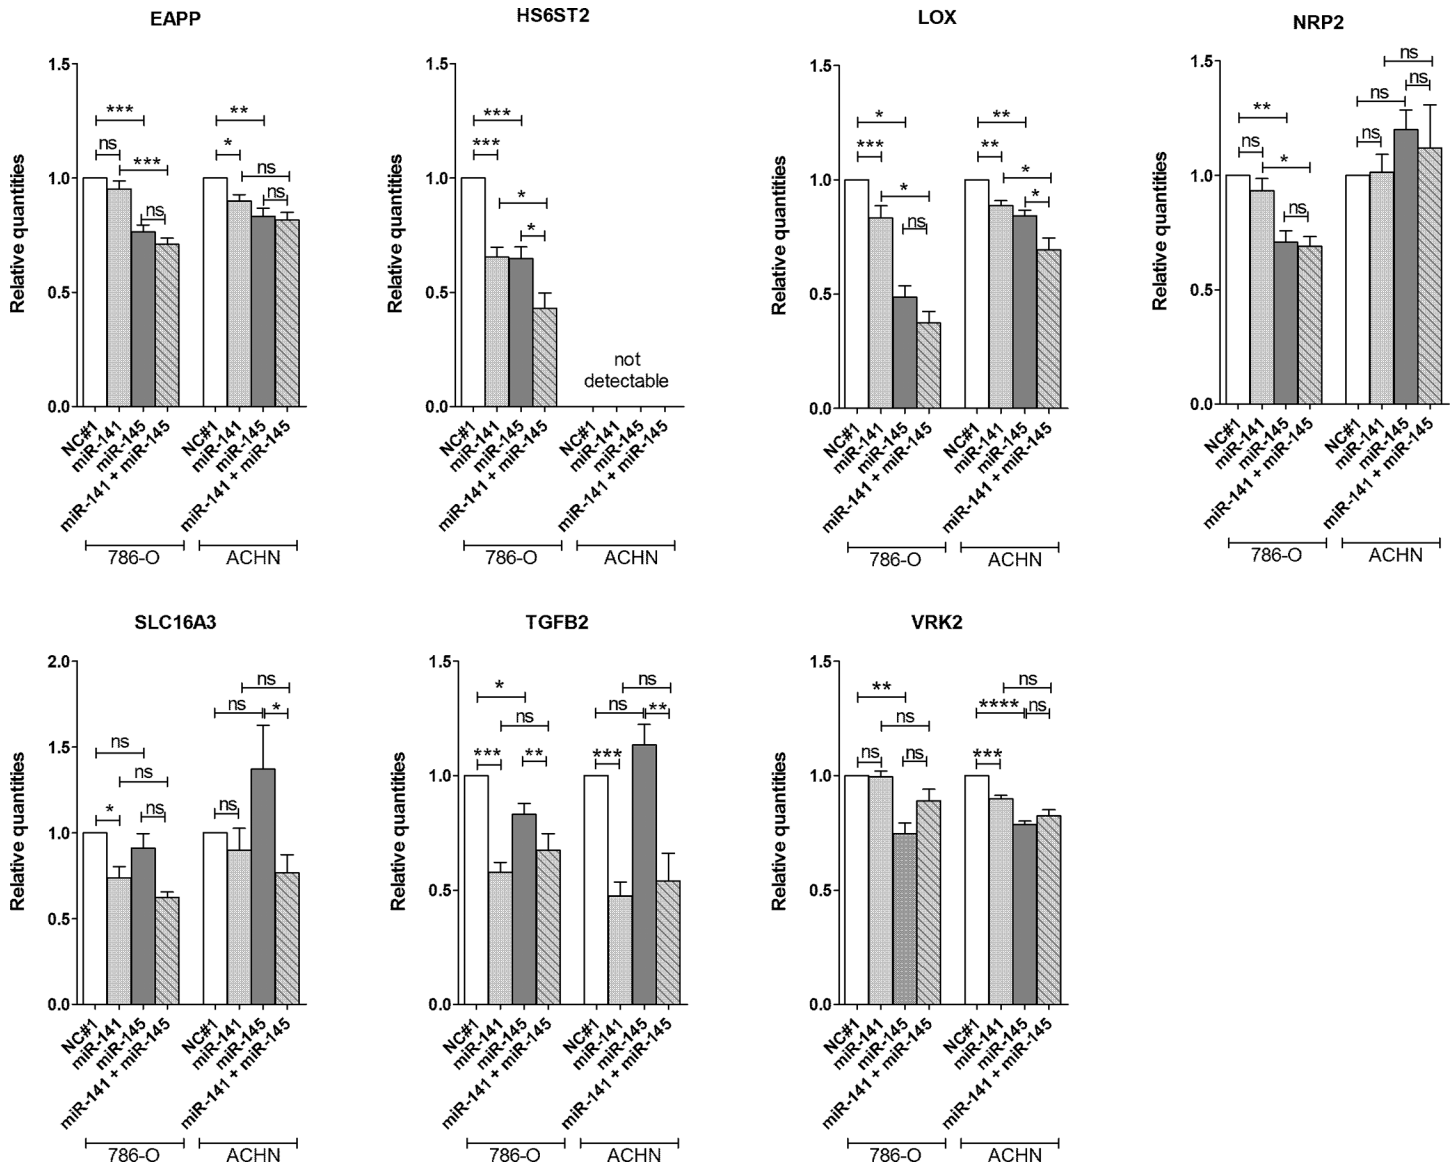 EAPP
Relative quantities
1.5
1.0
0.5
0.0
***
ns
***
ns
**
*
ns
ns
NC#1
miR-141
miR-145
miR-141 + miR-145
NC#1
miR-141
miR-145
miR-141 + miR-145
786-O
ACHN
HS6ST2
Relative quantities
1.5
1.0
0.5
0.0
***
***
*
*
not
detectable
NC#1
miR-141
miR-145
miR-141 + miR-145
NC#1
miR-141
miR-145
miR-141 + miR-145
786-O
ACHN
LOX
Relative quantities
1.5
1.0
0.5
0.0
*
***
*
ns
**
**
*
*
NC#1
miR-141
miR-145
miR-141 + miR-145
NC#1
miR-141
miR-145
miR-141 + miR-145
786-O
ACHN
NRP2
Relative quantities
1.5
1.0
0.5
0.0
**
ns
*
ns
ns
ns
ns
ns
NC#1
miR-141
miR-145
miR-141 + miR-145
NC#1
miR-141
miR-145
miR-141 + miR-145
786-O
ACHN
SLC16A3
Relative quantities
2.0
1.5
1.0
0.5
0.0
ns
ns
*
ns
ns
ns
*
ns
NC#1
miR-141
miR-145
miR-141 + miR-145
NC#1
miR-141
miR-145
miR-141 + miR-145
786-O
ACHN
TGFB2
Relative quantities
1.5
1.0
0.5
0.0
*
ns
***
**
ns
ns
**
***
NC#1
miR-141
miR-145
miR-141 + miR-145
NC#1
miR-141
miR-145
miR-141 + miR-145
786-O
ACHN
VRK2
Relative quantities
1.5
1.0
0.5
0.0
**
ns
ns
ns
ns
****
ns
***
NC#1
miR-141
miR-145
miR-141 + miR-145
NC#1
miR-141
miR-145
miR-141 + miR-145
786-O
ACHN